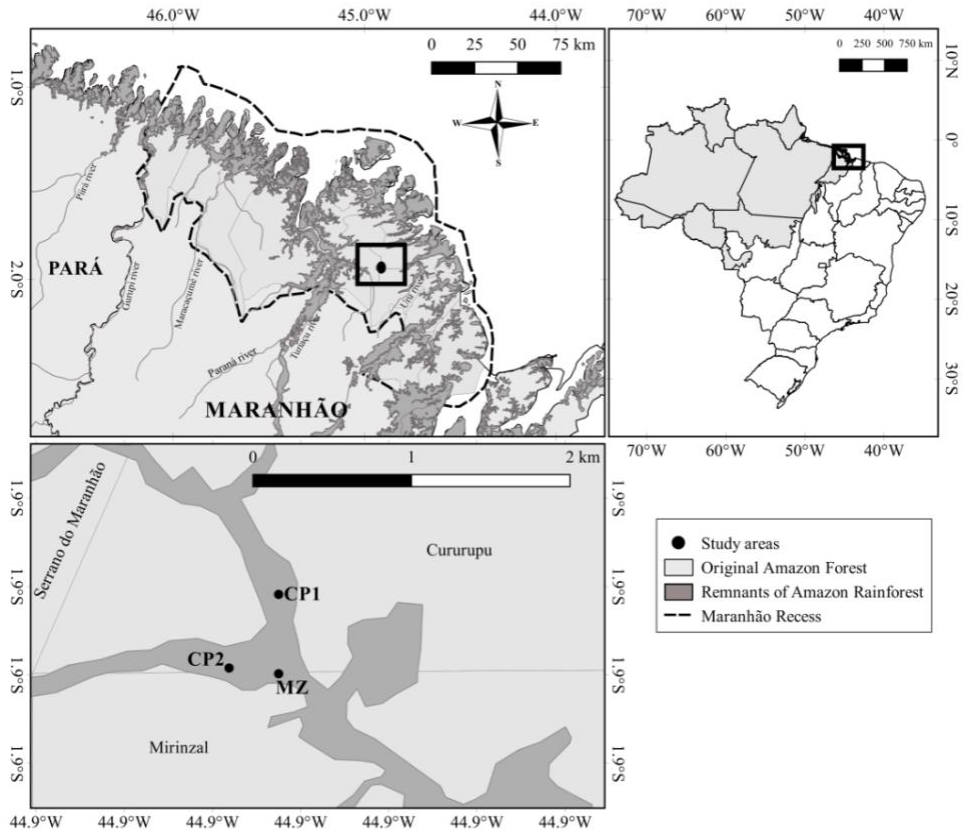 46.0°W 45.0°W 44.0°W
0 25 50 75 km
N
W E
S
1.0°S
2.0°S
Pará river
PARÁ
Gurupi river
Maracaçumé river
Paraná river
Turiaçu river
Uru river
MARANHÃO
70°W 60°W 50°W 40°W
0 250 500 750 km
10°N
0°
10°S
20°S
30°S
70°W 60°W 50°W 40°W
0 1 2 km
Serrano do Maranhão
Cururupu
CP1
CP2
MZ
Mirinzal
1.9°S
1.9°S
1.9°S
1.9°S
1.9°S
1.9°S
1.9°S
1.9°S
44.9°W 44.9°W 44.9°W 44.9°W 44.9°W 44.9°W 44.9°W
Study areas
Original Amazon Forest
Remnants of Amazon Rainforest
Maranhão Recess